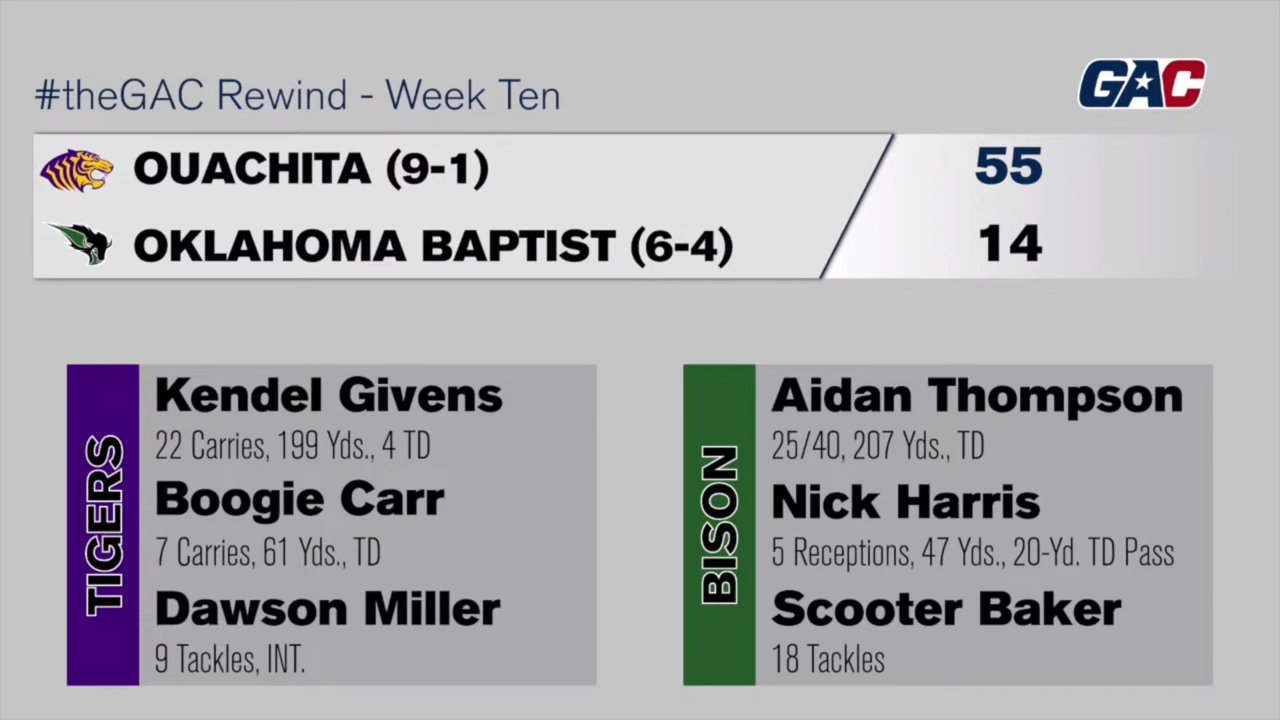 #theGAC Rewind - Week Ten
GAC
OUACHITA (9-1) 55
OKLAHOMA BAPTIST (6-4) 14
TIGERS
Kendel Givens
22 Carries, 199 Yds., 4 TD
Boogie Carr
7 Carries, 61 Yds., TD
Dawson Miller
9 Tackles, INT.
BISON
Aidan Thompson
25/40, 207 Yds., TD
Nick Harris
5 Receptions, 47 Yds., 20-Yd. TD Pass
Scooter Baker
18 Tackles